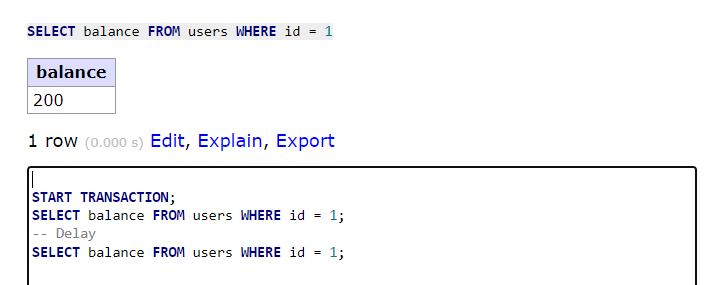 SELECT balance FROM users WHERE id = 1
balance
200
1 row (0.000 s) Edit, Explain, Export
START TRANSACTION;
SELECT balance FROM users WHERE id = 1;
-- Delay
SELECT balance FROM users WHERE id = 1;